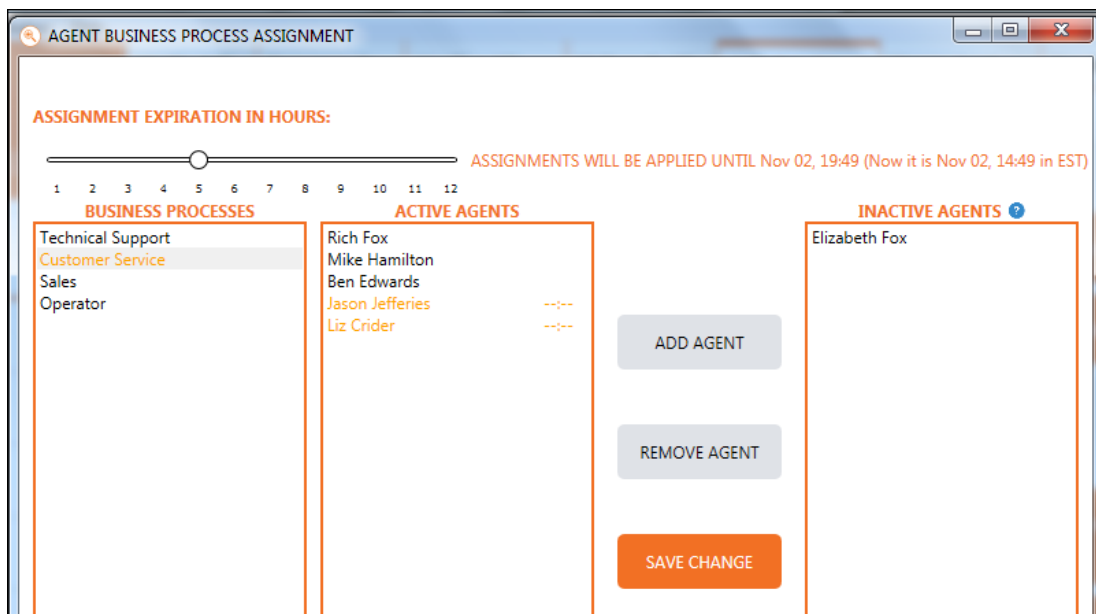 AGENT BUSINESS PROCESS ASSIGNMENT
ASSIGNMENT EXPIRATION IN HOURS:
ASSIGNMENTS WILL BE APPLIED UNTIL Nov 02, 19:49 (Now it is Nov 02, 14:49 in EST)
1 2 3 4 5 6 7 8 9 10 11 12
BUSINESS PROCESSES
Technical Support
Customer Service
Sales
Operator
ACTIVE AGENTS
Rich Fox
Mike Hamilton
Ben Edwards
Jason Jefferies --:--
Liz Crider --:--
ADD AGENT
REMOVE AGENT
SAVE CHANGE
INACTIVE AGENTS ?
Elizabeth Fox